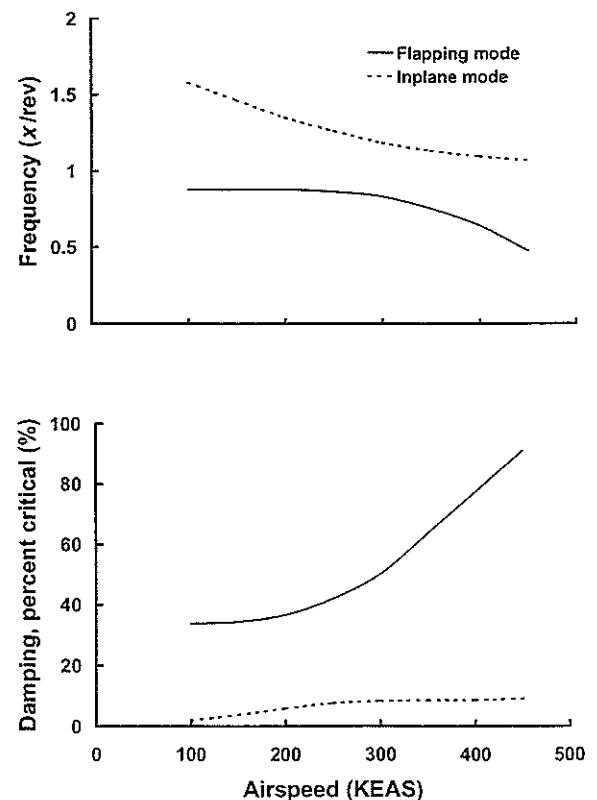 2
Flapping mode
Inplane mode
1.5
1
0.5
0
Frequency (x/rev)
100
80
60
40
20
0
Damping, percent critical (%)
0 100 200 300 400 500
Airspeed (KEAS)